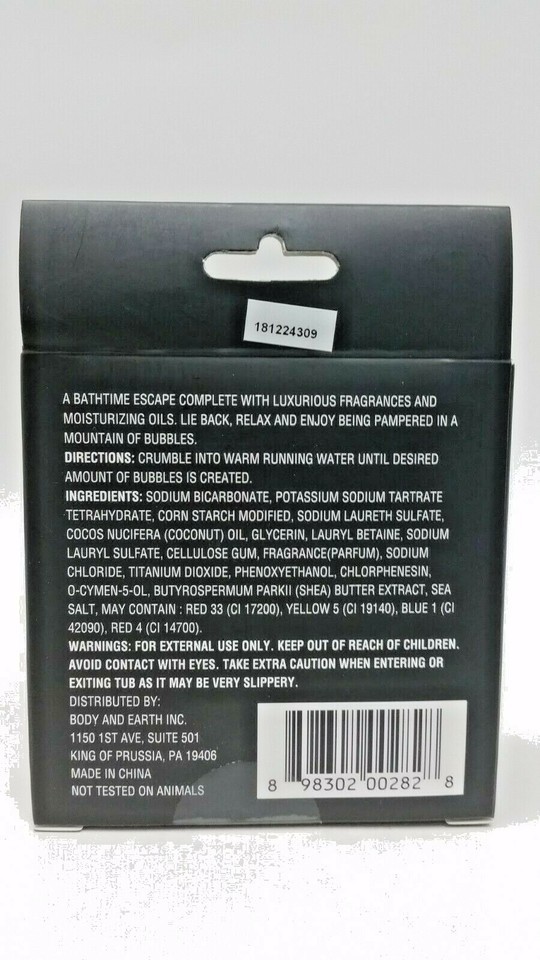 181224309
A BATHTIME ESCAPE COMPLETE WITH LUXURIOUS FRAGRANCES AND
MOISTURIZING OILS. LIE BACK, RELAX AND ENJOY BEING PAMPERED IN A
MOUNTAIN OF BUBBLES.
DIRECTIONS: CRUMBLE INTO WARM RUNNING WATER UNTIL DESIRED
AMOUNT OF BUBBLES IS CREATED.
INGREDIENTS: SODIUM BICARBONATE, POTASSIUM SODIUM TARTRATE
TETRAHYDRATE, CORN STARCH MODIFIED, SODIUM LAURETH SULFATE,
COCOS NUCIFERA (COCONUT) OIL, GLYCERIN, LAURYL BETAINE, SODIUM
LAURYL SULFATE, CELLULOSE GUM, FRAGRANCE(PARFUM), SODIUM
CHLORIDE, TITANIUM DIOXIDE, PHENOXYETHANOL, CHLORPHENESIN,
O-CYMEN-5-OL, BUTYROSPERMUM PARKII (SHEA) BUTTER EXTRACT, SEA
SALT, MAY CONTAIN : RED 33 (CI 17200), YELLOW 5 (CI 19140), BLUE 1 (CI
42090), RED 4 (CI 14700).
WARNINGS: FOR EXTERNAL USE ONLY. KEEP OUT OF REACH OF CHILDREN.
AVOID CONTACT WITH EYES. TAKE EXTRA CAUTION WHEN ENTERING OR
EXITING TUB AS IT MAY BE VERY SLIPPERY.
DISTRIBUTED BY:
BODY AND EARTH INC.
1150 1ST AVE, SUITE 501
KING OF PRUSSIA, PA 19406
MADE IN CHINA
NOT TESTED ON ANIMALS
8 98302 00282 8